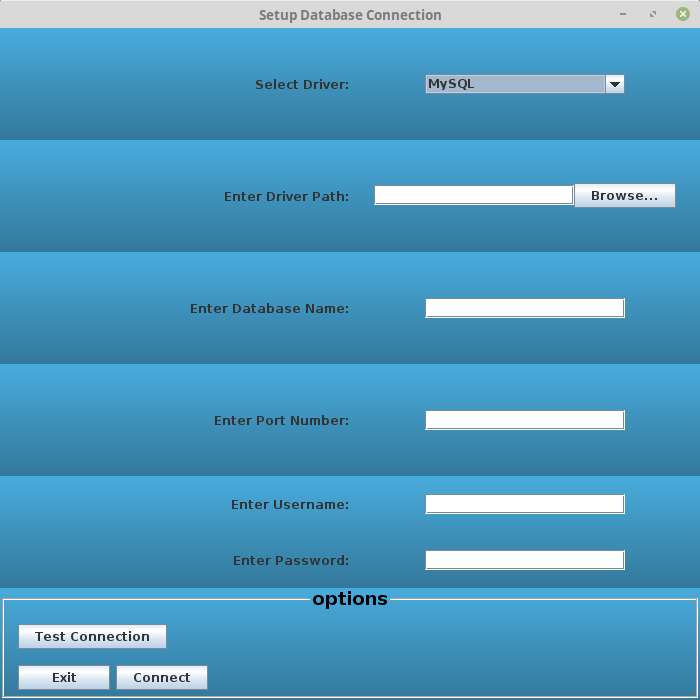 Setup Database Connection
Select Driver: MySQL
Enter Driver Path: Browse...
Enter Database Name:
Enter Port Number:
Enter Username:
Enter Password:
options
Test Connection
Exit Connect